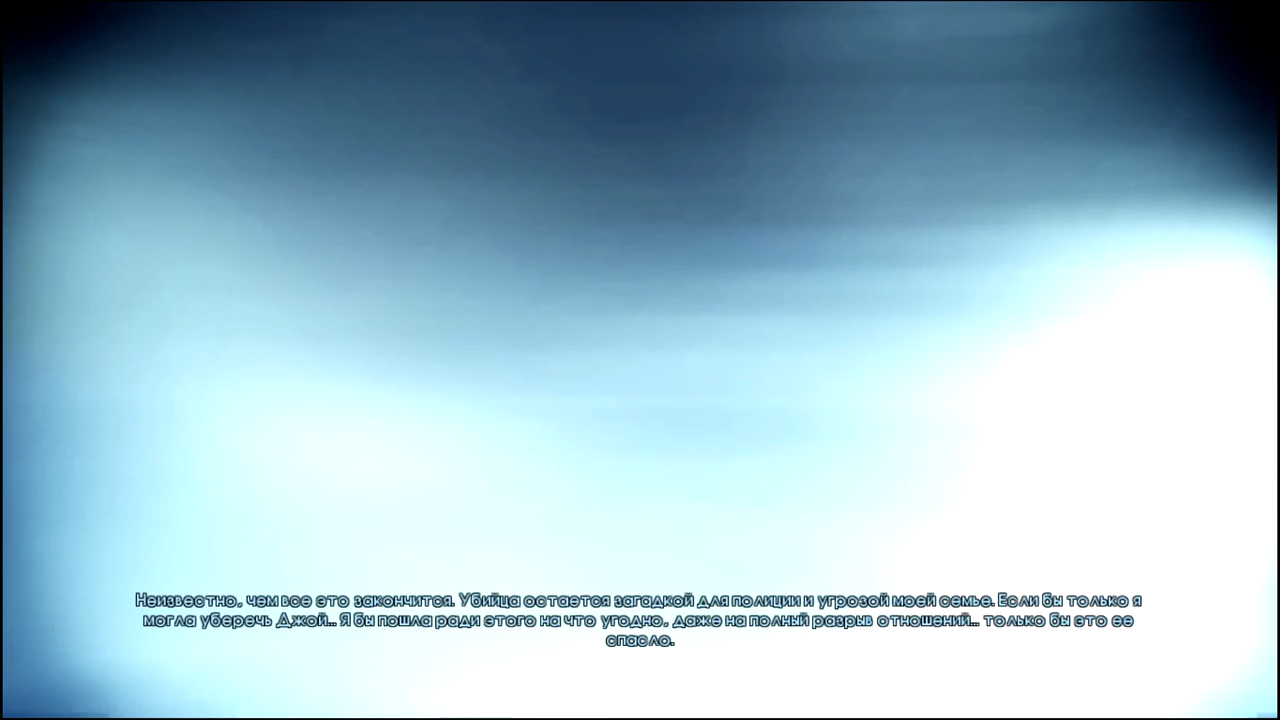 Неизвестно, чем все это закончится. Убийца остается загадкой для полиции и угрозой моей семье. Если бы только я
могла уберечь Джой... Я бы пошла ради этого на что угодно, даже на полный разрыв отношений... только бы это ее
спасло.